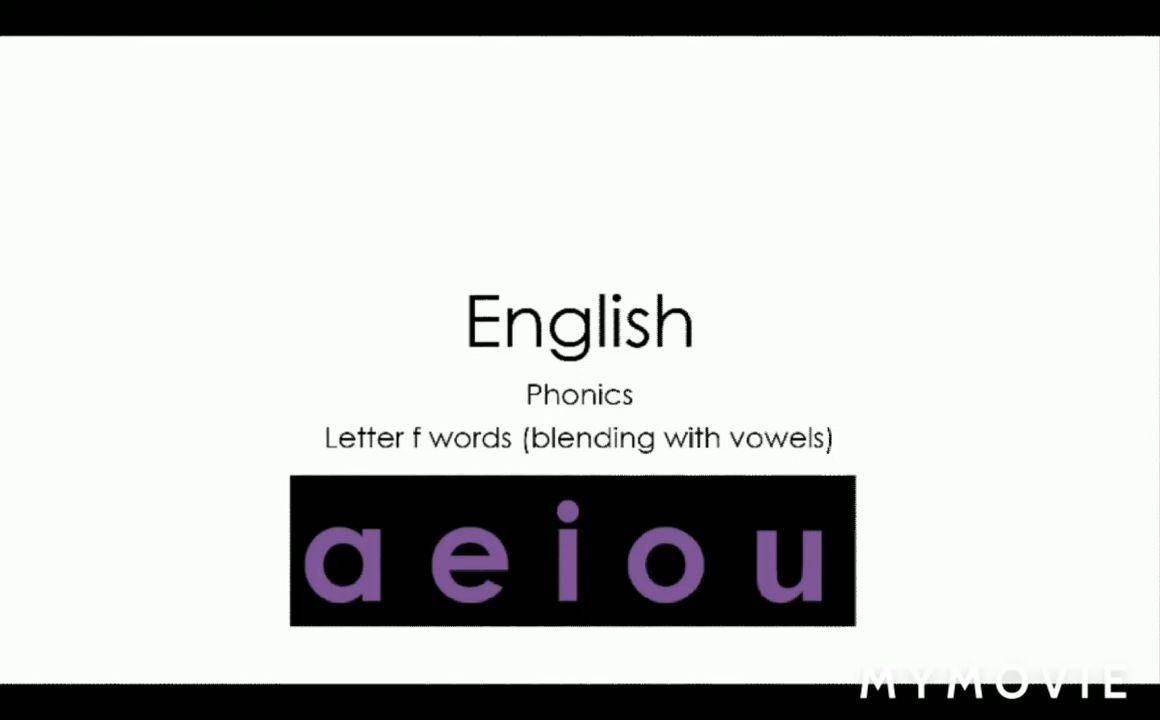 English
Phonics
Letter f words (blending with vowels)
a e i o u
MYMOVIE